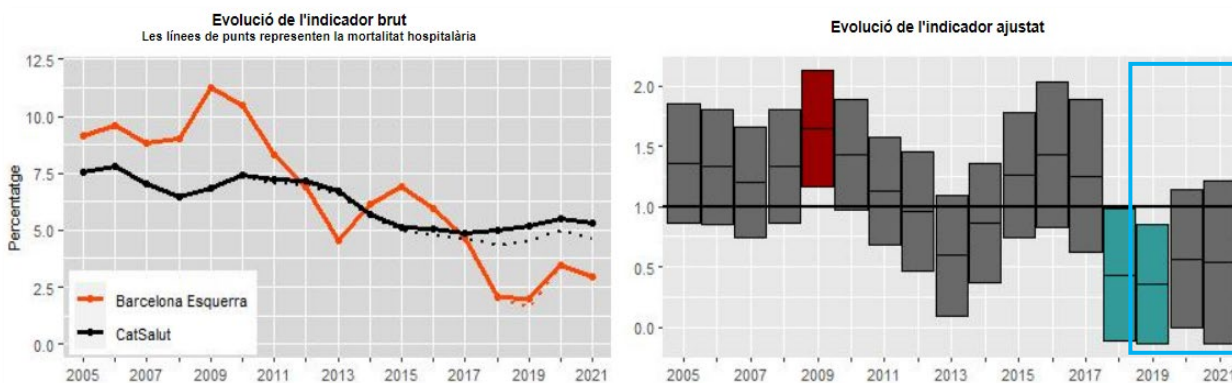 Evolució de l'indicador brut
Les línees de punts representen la mortalitat hospitalària
Percentatge
12.5
10.0
7.5
5.0
2.5
0.0
Barcelona Esquerra
CatSalut
2005 2007 2009 2011 2013 2015 2017 2019 2021
Evolució de l'indicador ajustat
2.0
1.5
1.0
0.5
0.0
2005 2007 2009 2011 2013 2015 2017 2019 2021